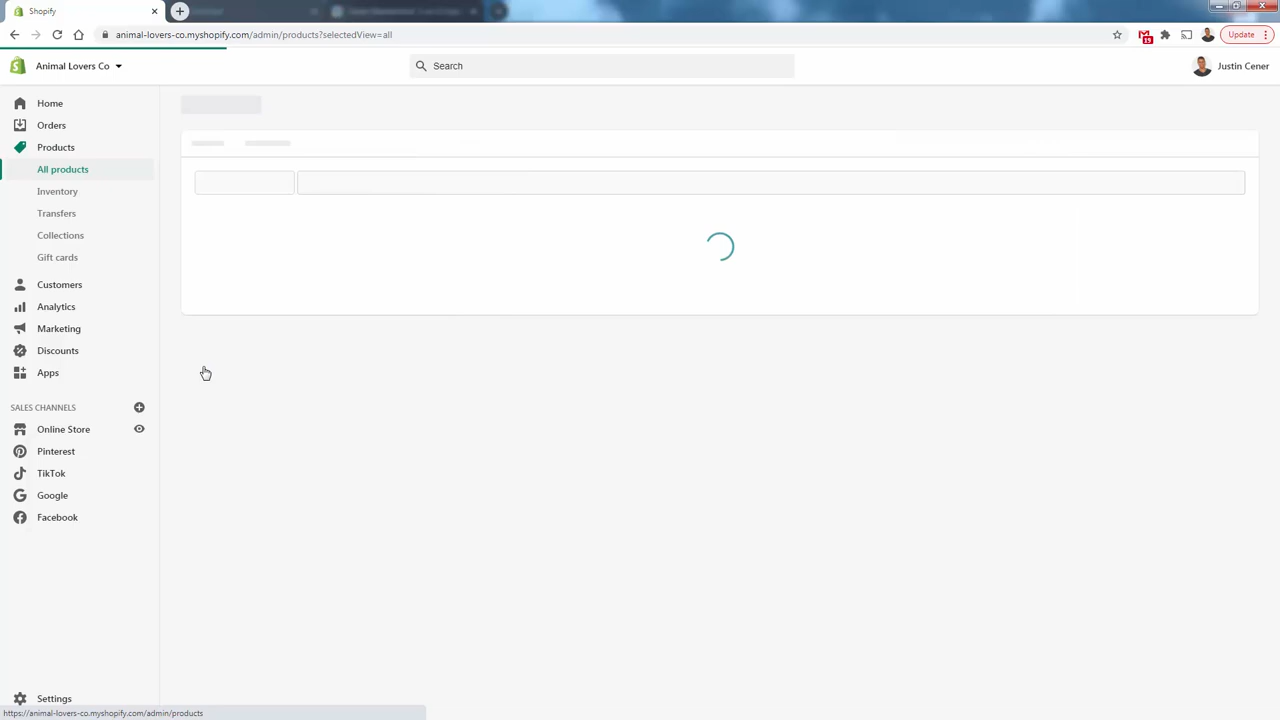 Shopify
animal-lovers-co.myshopify.com/admin/products?selectedView=all
19
Update
Animal Lovers Co
Search
Justin Cener
Home
Orders
Products
All products
Inventory
Transfers
Collections
Gift cards
Customers
Analytics
Marketing
Discounts
Apps
SALES CHANNELS
Online Store
Pinterest
TikTok
Google
Facebook
Settings
https://animal-lovers-co.myshopify.com/admin/products